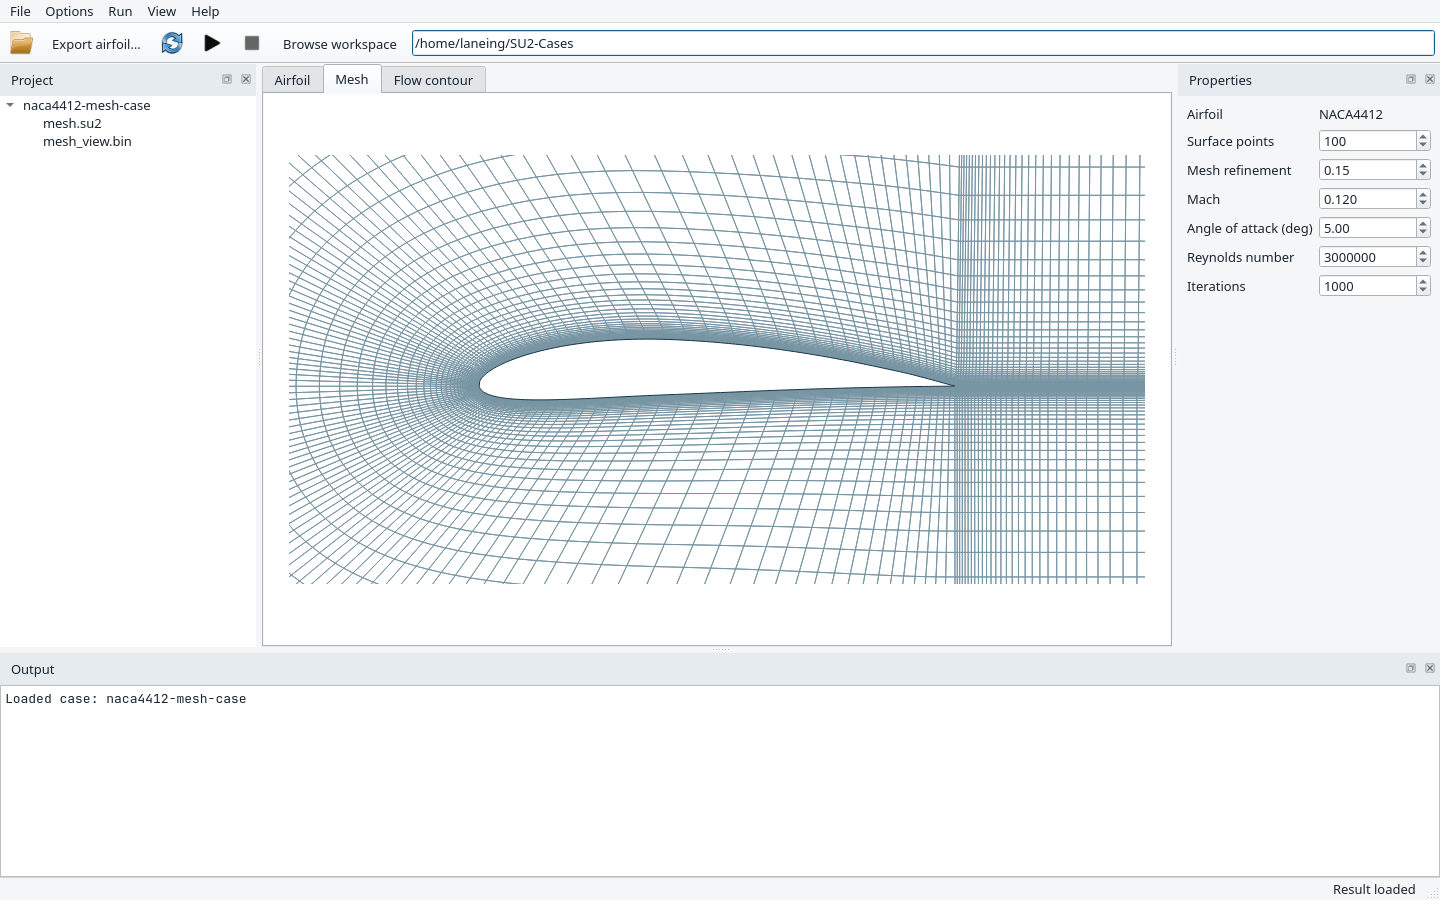 File Options Run View Help
Export airfoil... Browse workspace /home/laneing/SU2-Cases
Project
naca4412-mesh-case
mesh.su2
mesh_view.bin
Airfoil Mesh Flow contour
Properties
Airfoil NACA4412
Surface points 100
Mesh refinement 0.15
Mach 0.120
Angle of attack (deg) 5.00
Reynolds number 3000000
Iterations 1000
Output
Loaded case: naca4412-mesh-case
Result loaded